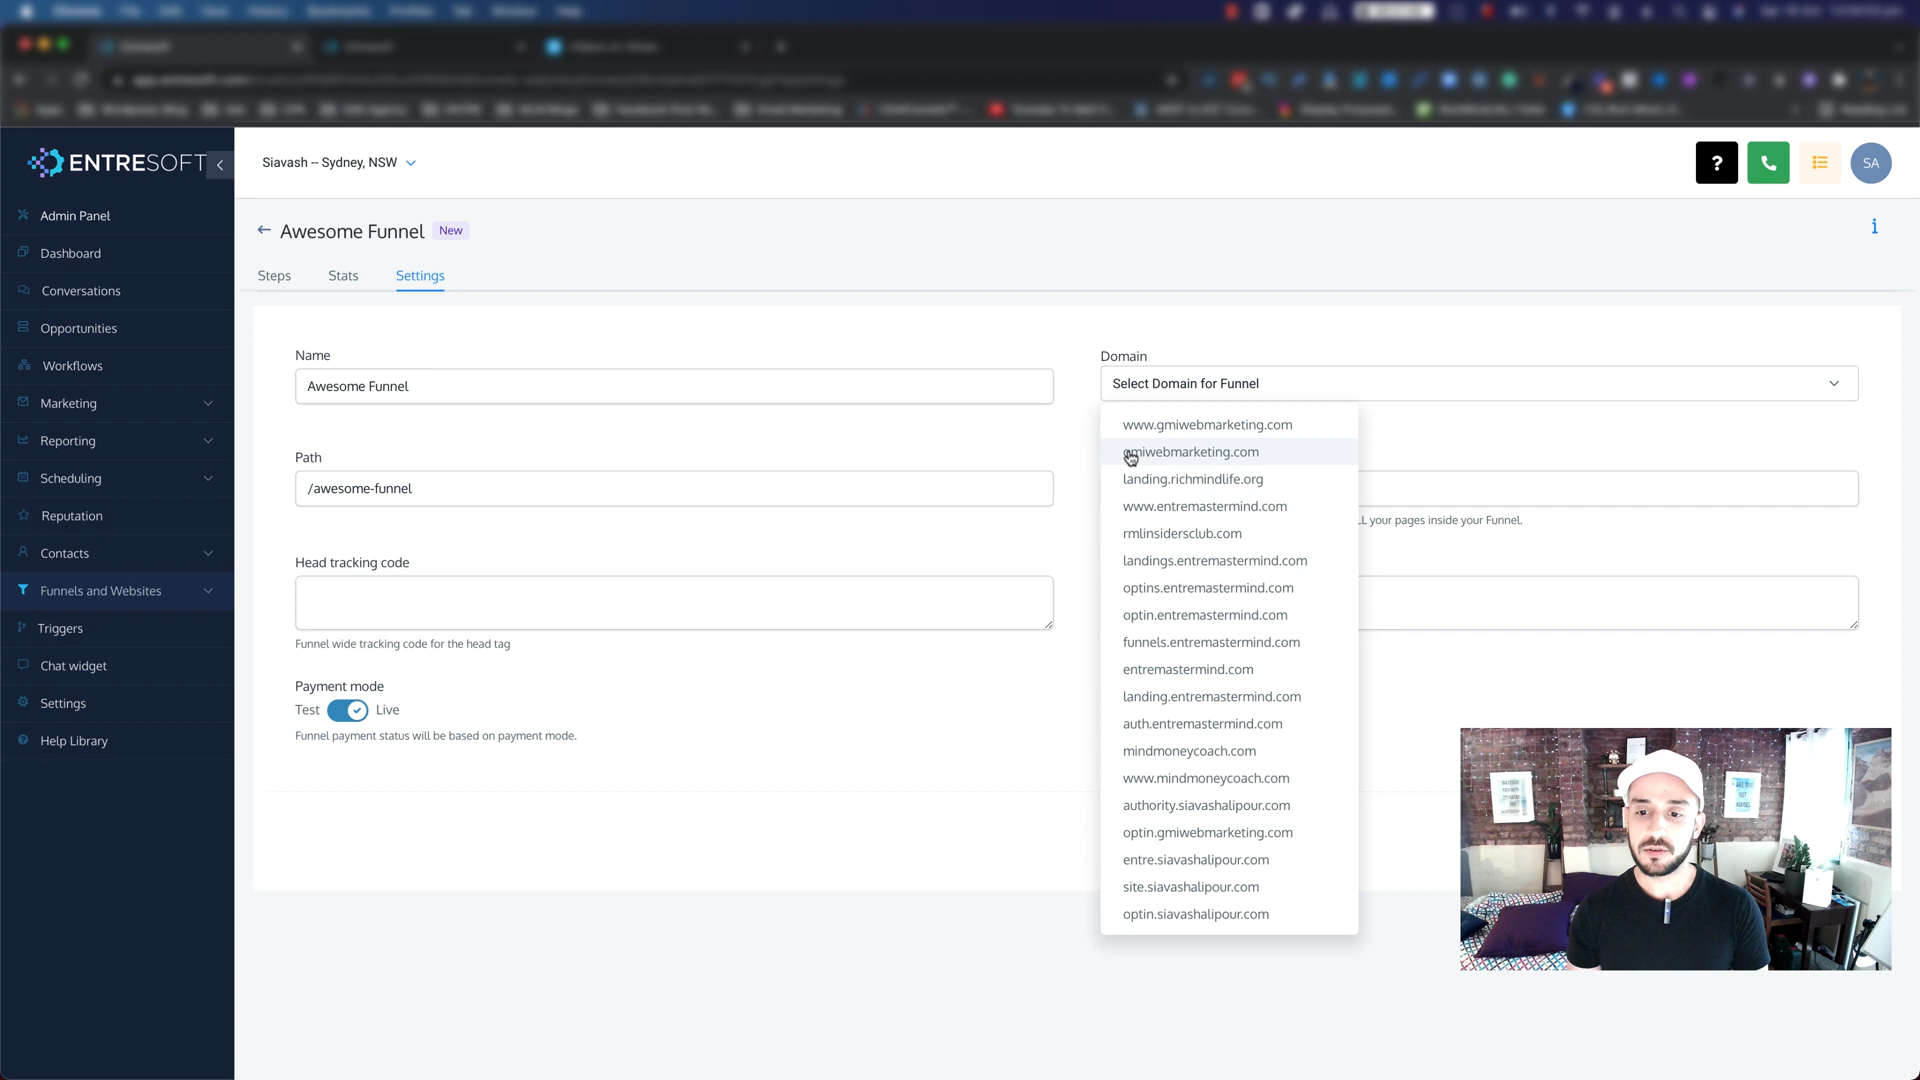 ENTRESOFT
Siavash -- Sydney, NSW
?
SA
Admin Panel
Dashboard
Conversations
Opportunities
Workflows
Marketing
Reporting
Scheduling
Reputation
Contacts
Funnels and Websites
Triggers
Chat widget
Settings
Help Library
Awesome Funnel New
i
Steps Stats Settings
Name
Awesome Funnel
Path
/awesome-funnel
Head tracking code
Funnel wide tracking code for the head tag
Payment mode
Test Live
Funnel payment status will be based on payment mode.
Domain
Select Domain for Funnel
www.gmiwebmarketing.com
gmiwebmarketing.com
landing.richmindlife.org
www.entremastermind.com
rmlinsidersclub.com
landings.entremastermind.com
optins.entremastermind.com
optin.entremastermind.com
funnels.entremastermind.com
entremastermind.com
landing.entremastermind.com
auth.entremastermind.com
mindmoneycoach.com
www.mindmoneycoach.com
authority.siavashalipour.com
optin.gmiwebmarketing.com
entre.siavashalipour.com
site.siavashalipour.com
optin.siavashalipour.com
your pages inside your Funnel.